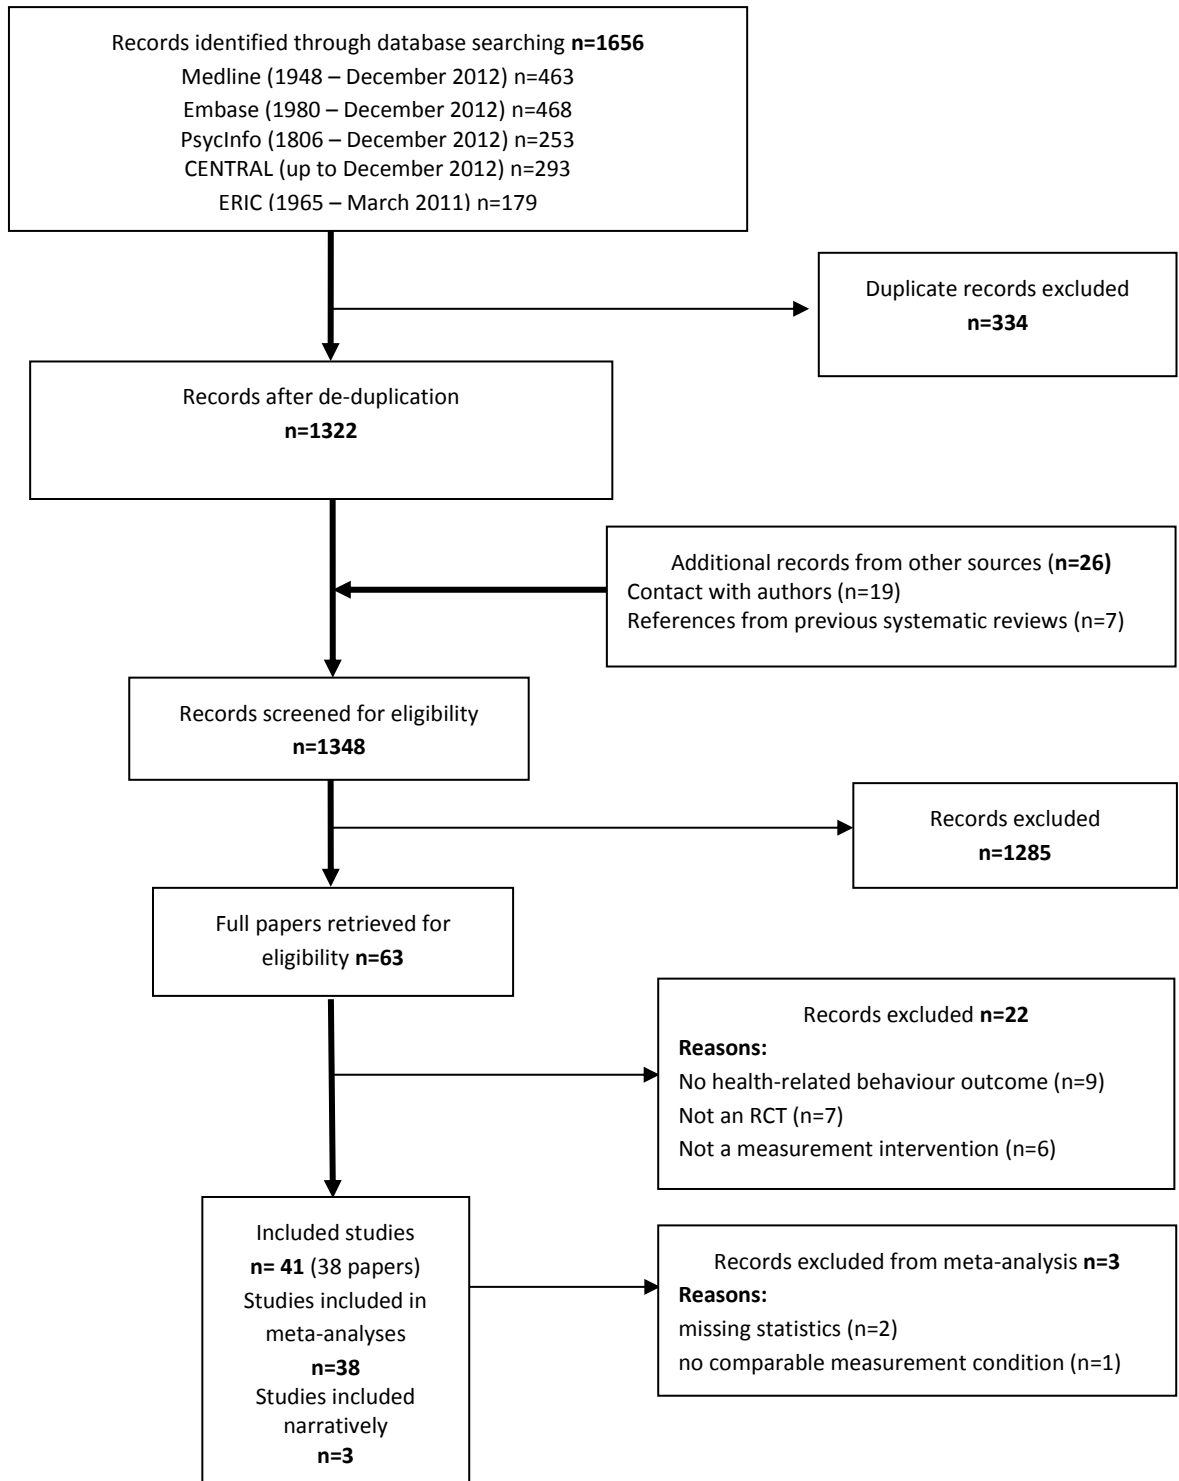 Records identified through database searching n=1656
Medline (1948 – December 2012) n=463
Embase (1980 – December 2012) n=468
PsycInfo (1806 – December 2012) n=253
CENTRAL (up to December 2012) n=293
ERIC (1965 – March 2011) n=179
Duplicate records excluded
n=334
Records after de-duplication
n=1322
Additional records from other sources (n=26)
Contact with authors (n=19)
References from previous systematic reviews (n=7)
Records screened for eligibility
n=1348
Records excluded
n=1285
Full papers retrieved for
eligibility n=63
Records excluded n=22
Reasons:
No health-related behaviour outcome (n=9)
Not an RCT (n=7)
Not a measurement intervention (n=6)
Included studies
n= 41 (38 papers)
Studies included in
meta-analyses
n=38
Studies included
narratively
n=3
Records excluded from meta-analysis n=3
Reasons:
missing statistics (n=2)
no comparable measurement condition (n=1)